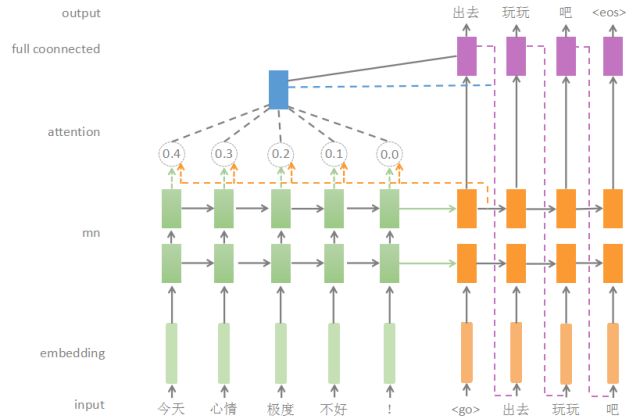 output 出去 玩玩 吧 <eos>
full coonnected
attention
0.4 0.3 0.2 0.1 0.0
rnn
embedding
input 今天 心情 极度 不好 ! <go> 出去 玩玩 吧